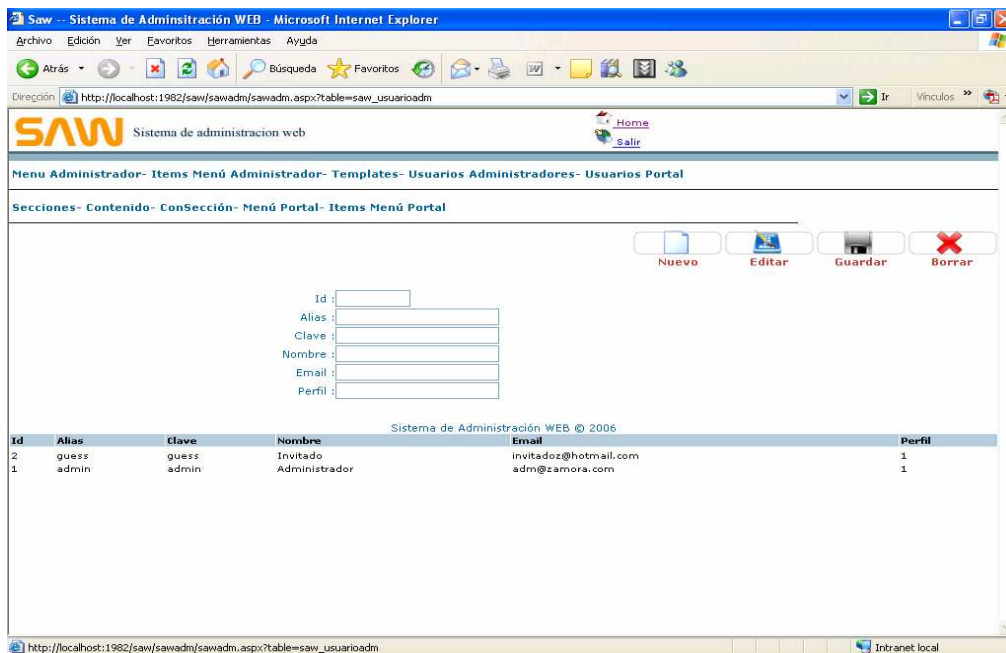 Saw -- Sistema de Adminsitración WEB - Microsoft Internet Explorer
Archivo Edición Ver Favoritos Herramientas Ayuda
Atrás Búsqueda Favoritos
Dirección http://localhost:1982/saw/sawadm/sawadm.aspx?table=saw_usuarioadm Ir Vínculos »
SAW Sistema de administracion web Home
Salir
Menu Administrador- Items Menú Administrador- Templates- Usuarios Administradores- Usuarios Portal
Secciones- Contenido- ConSección- Menú Portal- Items Menú Portal
Nuevo Editar Guardar Borrar
Id :
Alias :
Clave :
Nombre :
Email :
Perfil :
Sistema de Administración WEB © 2006
Id Alias Clave Nombre Email Perfil
2 guess guess Invitado invitadoz@hotmail.com 1
1 admin admin Administrador adm@zamora.com 1
http://localhost:1982/saw/sawadm/sawadm.aspx?table=saw_usuarioadm Intranet local